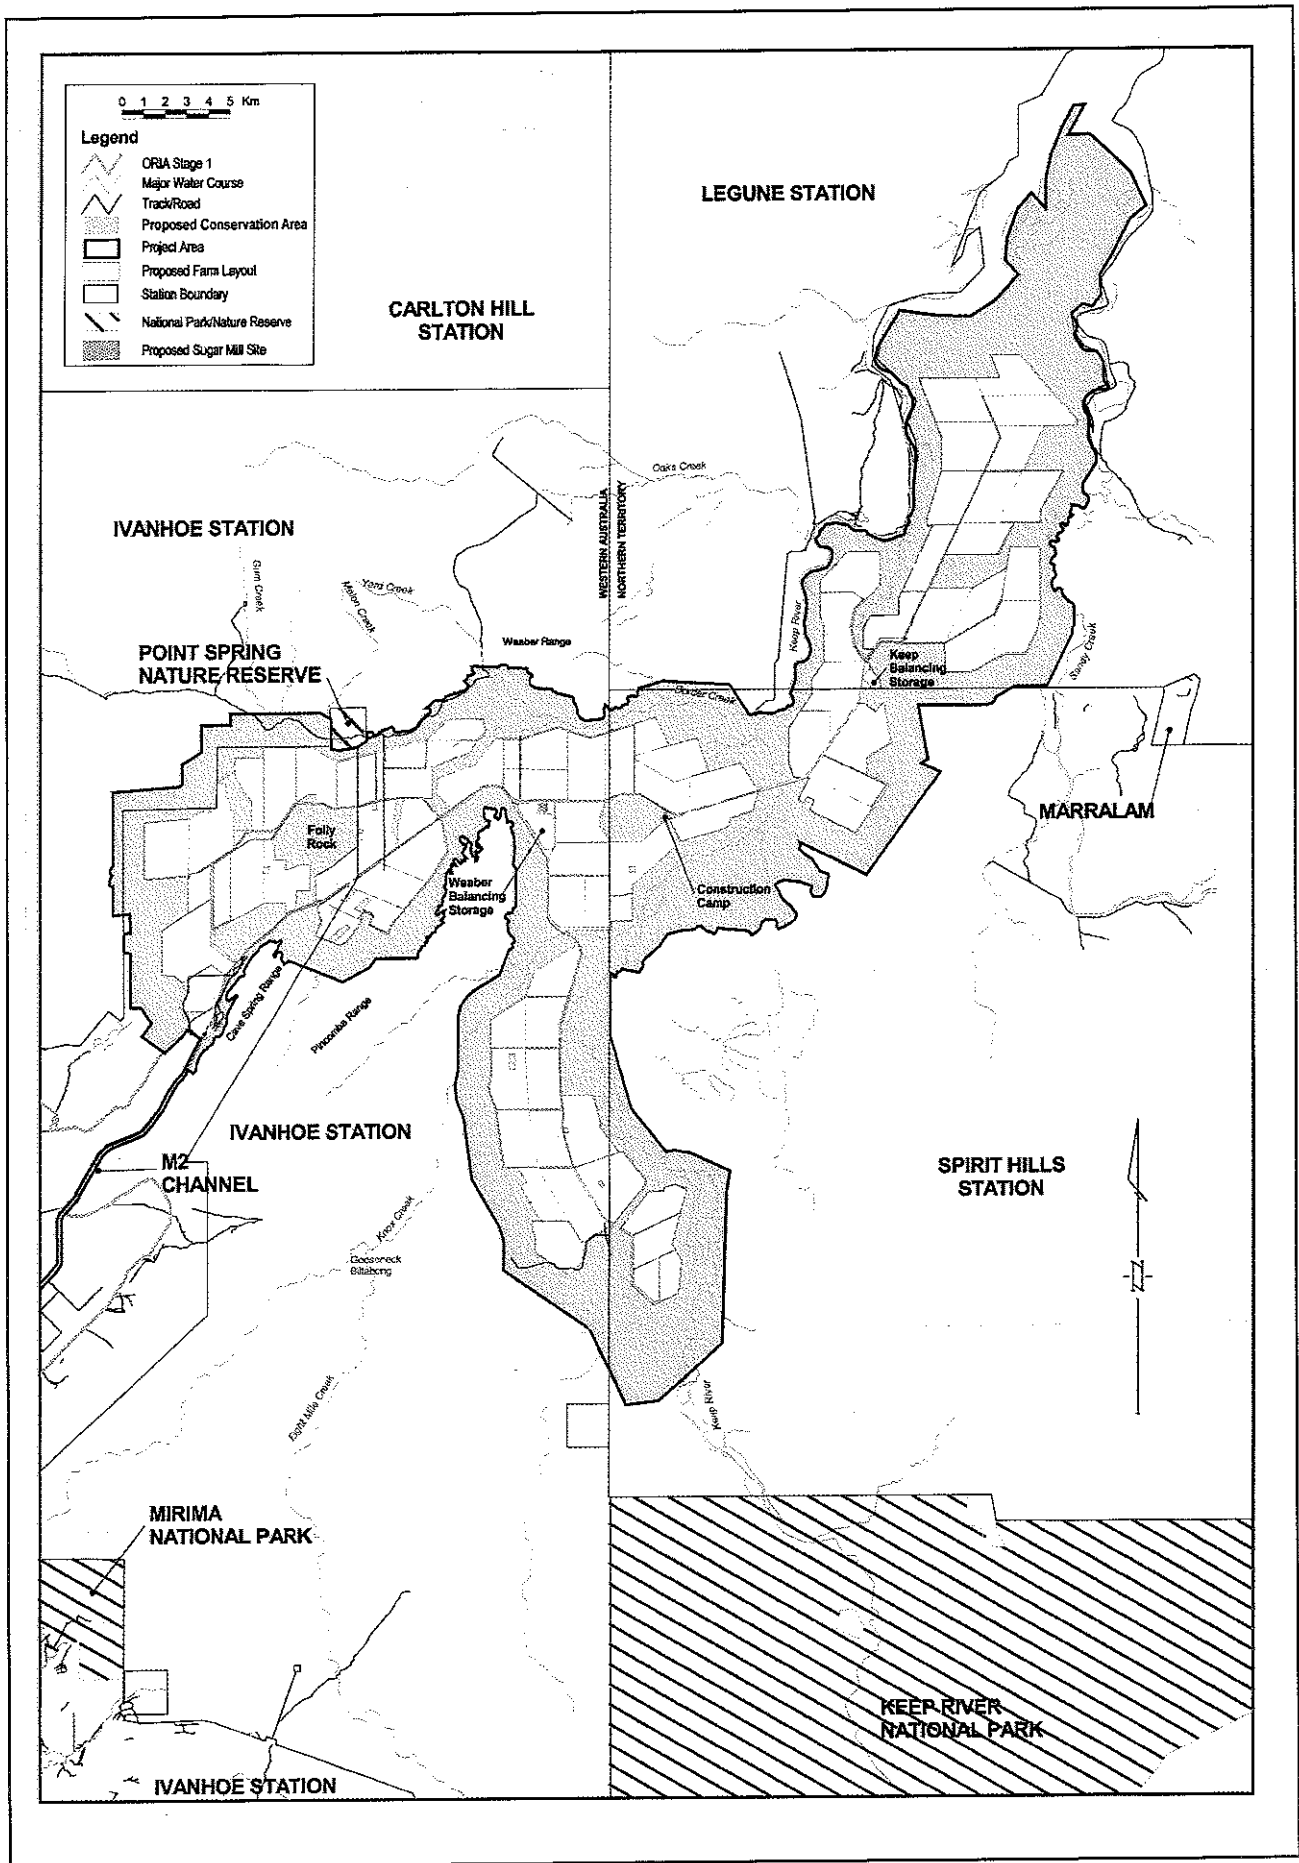 0 1 2 3 4 5 Km
Legend
ORIA Stage 1
Major Water Course
Track/Road
Proposed Conservation Area
Project Area
Proposed Farm Layout
Station Boundary
National Park/Nature Reserve
Proposed Sugar Mill Site
LEGUNE STATION
CARLTON HILL
STATION
Oaks Creek
WESTERN AUSTRALIA
NORTHERN TERRITORY
IVANHOE STATION
Gum Creek
Melon Creek
Yard Creek
Keep River
Weaber Range
Sandy Creek
POINT SPRING
NATURE RESERVE
Keep
Balancing
Storage
Border Creek
MARRALAM
Folly
Rock
Weaber
Balancing
Storage
Construction
Camp
Cave Spring Range
Pincombe Range
IVANHOE STATION
M2
CHANNEL
SPIRIT HILLS
STATION
Knox Creek
Gooseneck
Billabong
Eight Mile Creek
Keep River
MIRIMA
NATIONAL PARK
KEEP RIVER
NATIONAL PARK
IVANHOE STATION